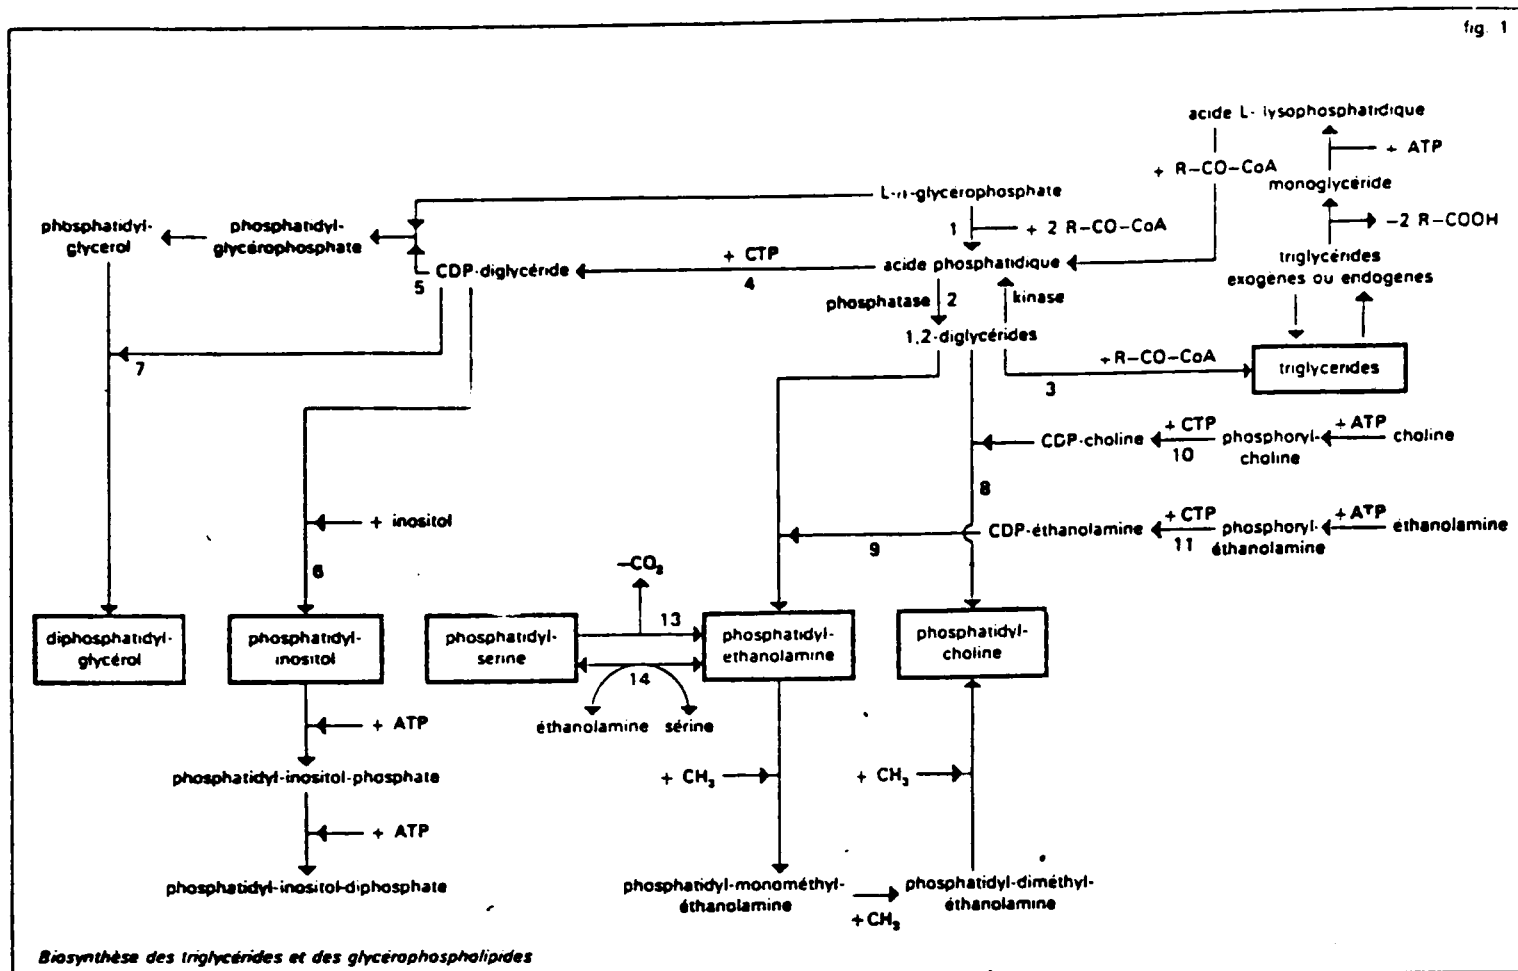 fig. 1
acide L-lysophosphatidique
+ ATP
+ R-CO-CoA
monoglycéride
L-α-glycérophosphate
-2 R-COOH
phosphatidyl-
glycerol
phosphatidyl-
glycérophosphate
1
+ 2 R-CO-CoA
triglycérides
exogènes ou endogènes
+ CTP
acide phosphatidique
CDP-diglycéride
5
4
phosphatase
2
kinase
1,2-diglycérides
7
+R-CO-CoA
3
triglycerides
CDP-choline
+ CTP
10
phosphoryl-
choline
+ ATP
choline
8
+ inositol
CDP-éthanolamine
+ CTP
11
phosphoryl-
éthanolamine
+ ATP
éthanolamine
9
6
-CO₂
13
diphosphatidyl-
glycérol
phosphatidyl-
inositol
phosphatidyl-
serine
phosphatidyl-
ethanolamine
phosphatidyl-
choline
14
éthanolamine
sérine
+ ATP
phosphatidyl-inositol-phosphate
+ CH₃
+ CH₃
+ ATP
phosphatidyl-inositol-diphosphate
phosphatidyl-monométhyl-
éthanolamine
+ CH₃
phosphatidyl-diméthyl-
éthanolamine
Biosynthèse des triglycérides et des glycérophospholipides